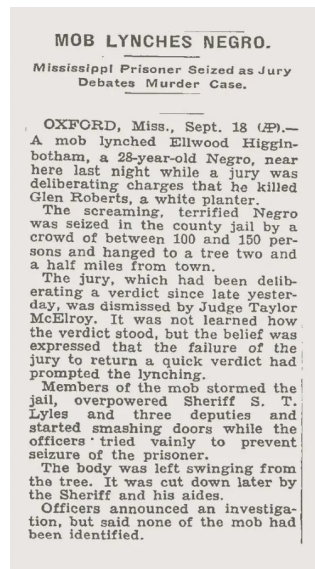 MOB LYNCHES NEGRO.
Mississippi Prisoner Seized as Jury
Debates Murder Case.
OXFORD, Miss., Sept. 18 (AP).—
A mob lynched Ellwood Higgin-
botham, a 28-year-old Negro, near
here last night while a jury was
deliberating charges that he killed
Glen Roberts, a white planter.
The screaming, terrified Negro
was seized in the county jail by a
crowd of between 100 and 150 per-
sons and hanged to a tree two and
a half miles from town.
The jury, which had been delib-
erating a verdict since late yester-
day, was dismissed by Judge Taylor
McElroy. It was not learned how
the verdict stood, but the belief was
expressed that the failure of the
jury to return a quick verdict had
prompted the lynching.
Members of the mob stormed the
jail, overpowered Sheriff S. T.
Lyles and three deputies and
started smashing doors while the
officers tried vainly to prevent
seizure of the prisoner.
The body was left swinging from
the tree. It was cut down later by
the Sheriff and his aides.
Officers announced an investiga-
tion, but said none of the mob had
been identified.